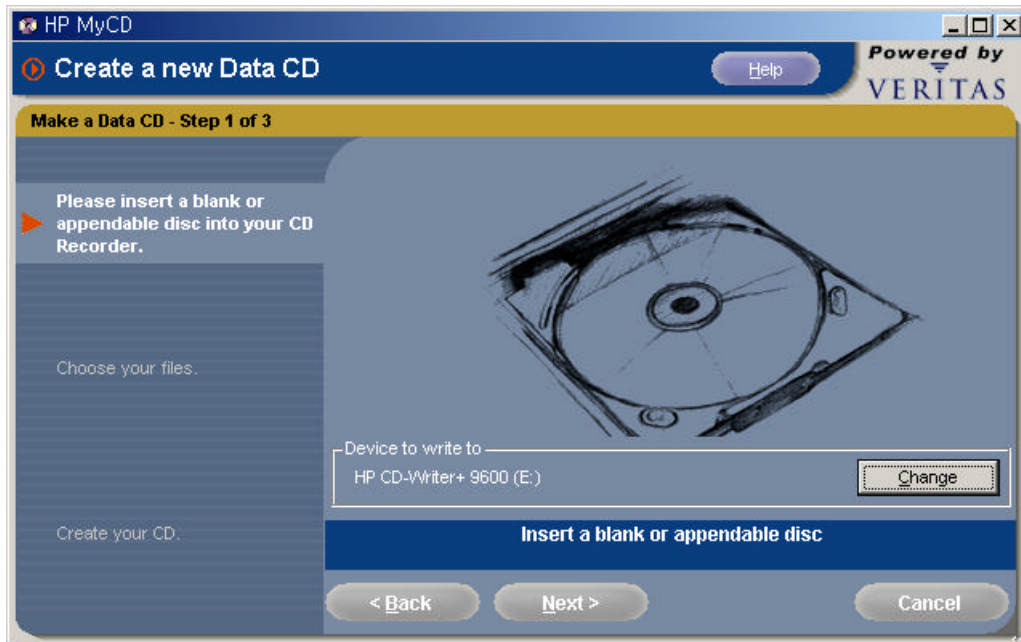 HP MyCD
Create a new Data CD
Help
Powered by
VERITAS
Make a Data CD - Step 1 of 3
Please insert a blank or
appendable disc into your CD
Recorder.
Choose your files.
Create your CD.
Device to write to
HP CD-Writer+ 9600 (E:)
Change
Insert a blank or appendable disc
< Back
Next >
Cancel